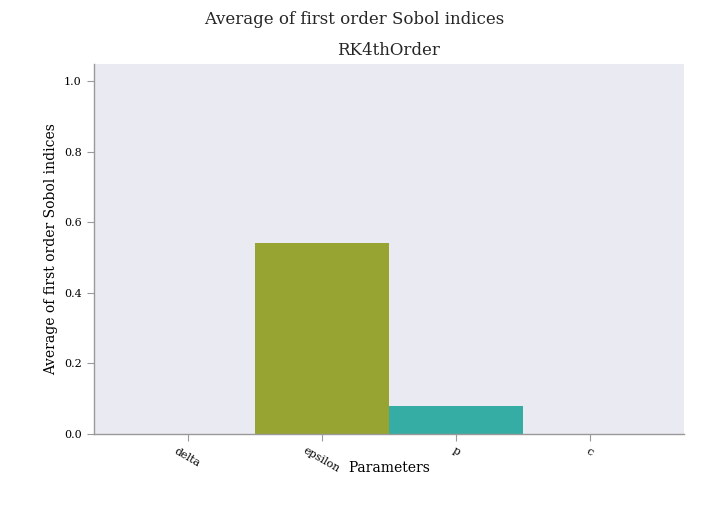 Average of first order Sobol indices
RK4thOrder
1.0
0.8
0.6
0.4
0.2
0.0
Average of first order Sobol indices
delta
epsilon
p
c
Parameters